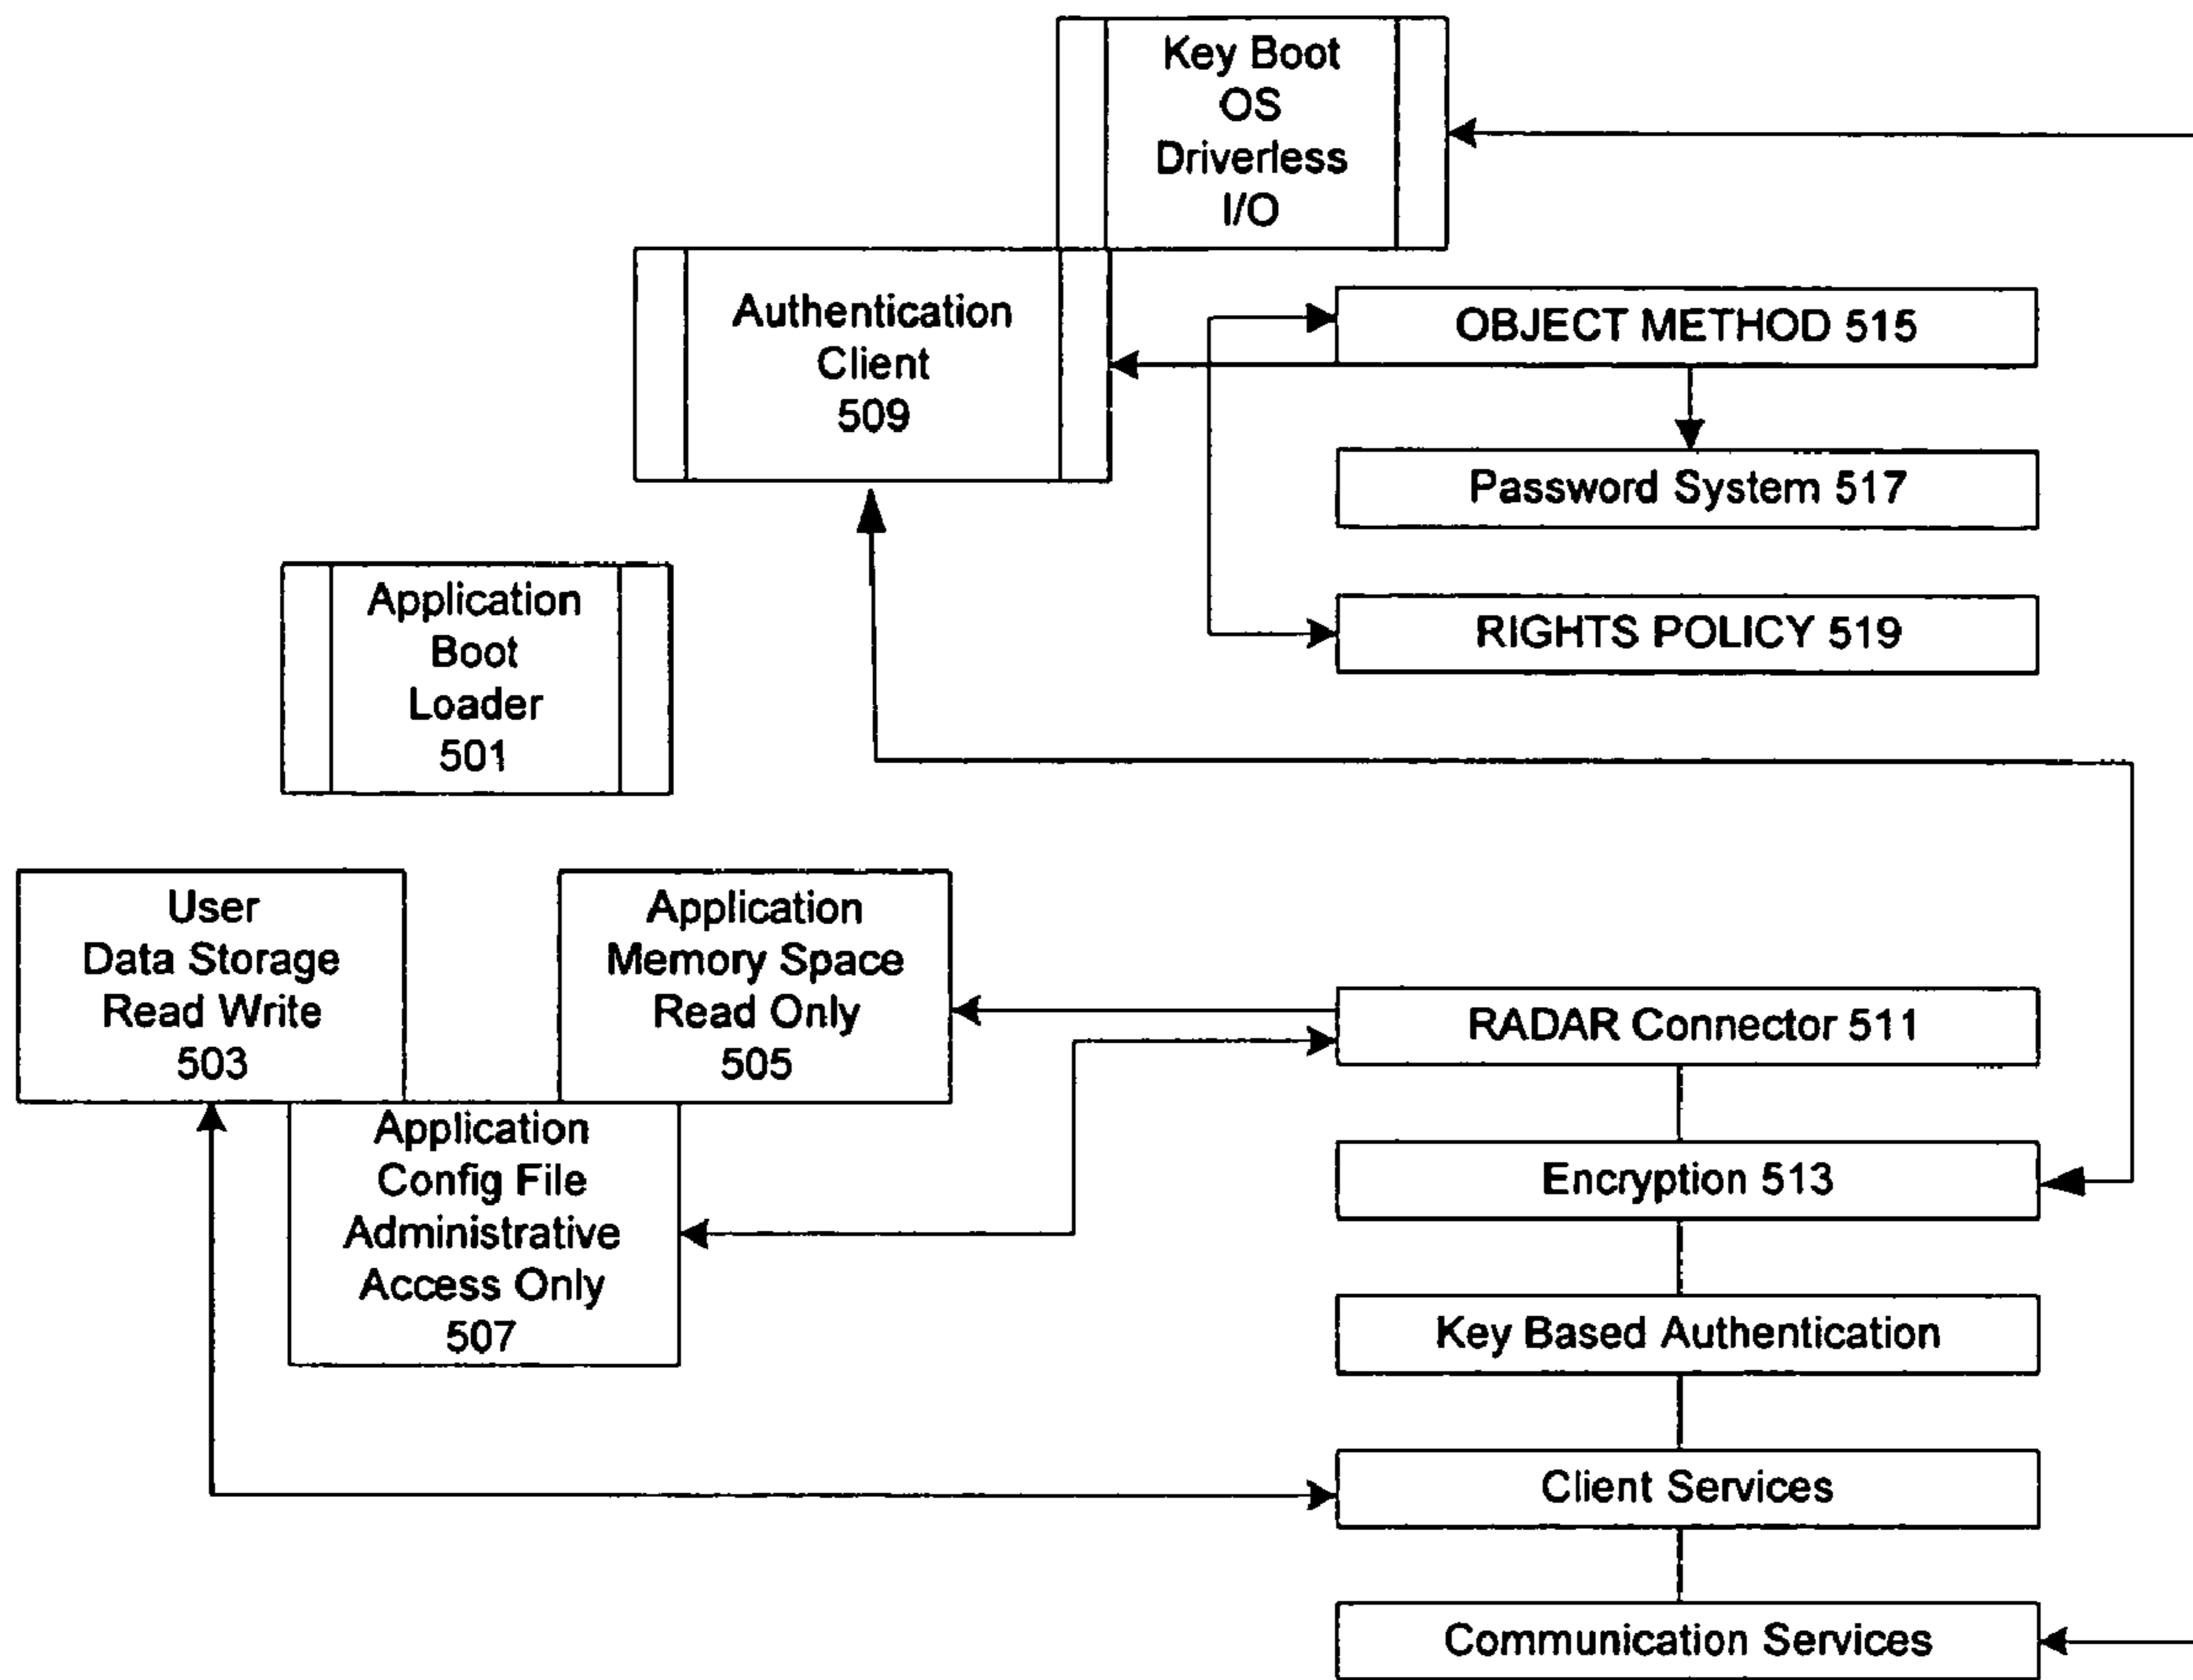 Key Boot
OS
Driverless
I/O
Authentication
Client
509
OBJECT METHOD 515
Password System 517
RIGHTS POLICY 519
Application
Boot
Loader
501
User
Data Storage
Read Write
503
Application
Memory Space
Read Only
505
Application
Config File
Administrative
Access Only
507
RADAR Connector 511
Encryption 513
Key Based Authentication
Client Services
Communication Services